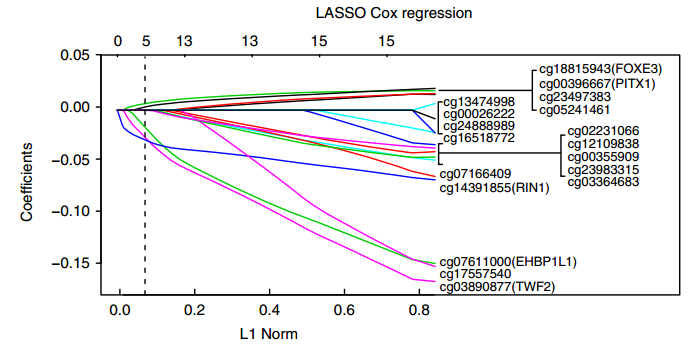 LASSO Cox regression
0 5 13 13 15 15
0.05
0.00
−0.05
−0.10
−0.15
Coefficients
cg18815943(FOXE3)
cg00396667(PITX1)
cg23497383
cg05241461
cg13474998
cg00026222
cg24888989
cg16518772
cg02231066
cg12109838
cg00355909
cg23983315
cg03364683
cg07166409
cg14391855(RIN1)
cg07611000(EHBP1L1)
cg17557540
cg03890877(TWF2)
0.0 0.2 0.4 0.6 0.8
L1 Norm